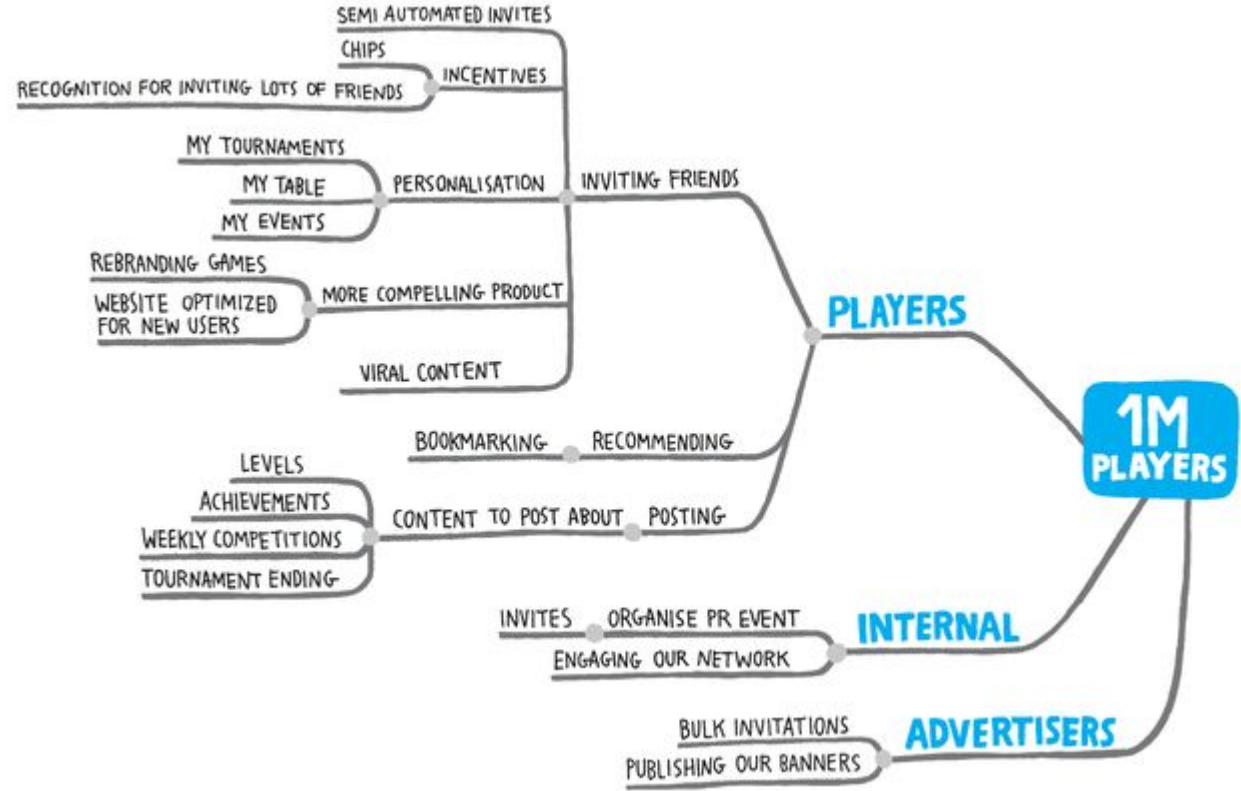 SEMI AUTOMATED INVITES
CHIPS
INCENTIVES
RECOGNITION FOR INVITING LOTS OF FRIENDS
MY TOURNAMENTS
MY TABLE
PERSONALISATION
INVITING FRIENDS
MY EVENTS
REBRANDING GAMES
WEBSITE OPTIMIZED
FOR NEW USERS
MORE COMPELLING PRODUCT
VIRAL CONTENT
PLAYERS
1M
PLAYERS
BOOKMARKING
RECOMMENDING
LEVELS
ACHIEVEMENTS
WEEKLY COMPETITIONS
TOURNAMENT ENDING
CONTENT TO POST ABOUT
POSTING
INVITES
ORGANISE PR EVENT
ENGAGING OUR NETWORK
INTERNAL
BULK INVITATIONS
PUBLISHING OUR BANNERS
ADVERTISERS